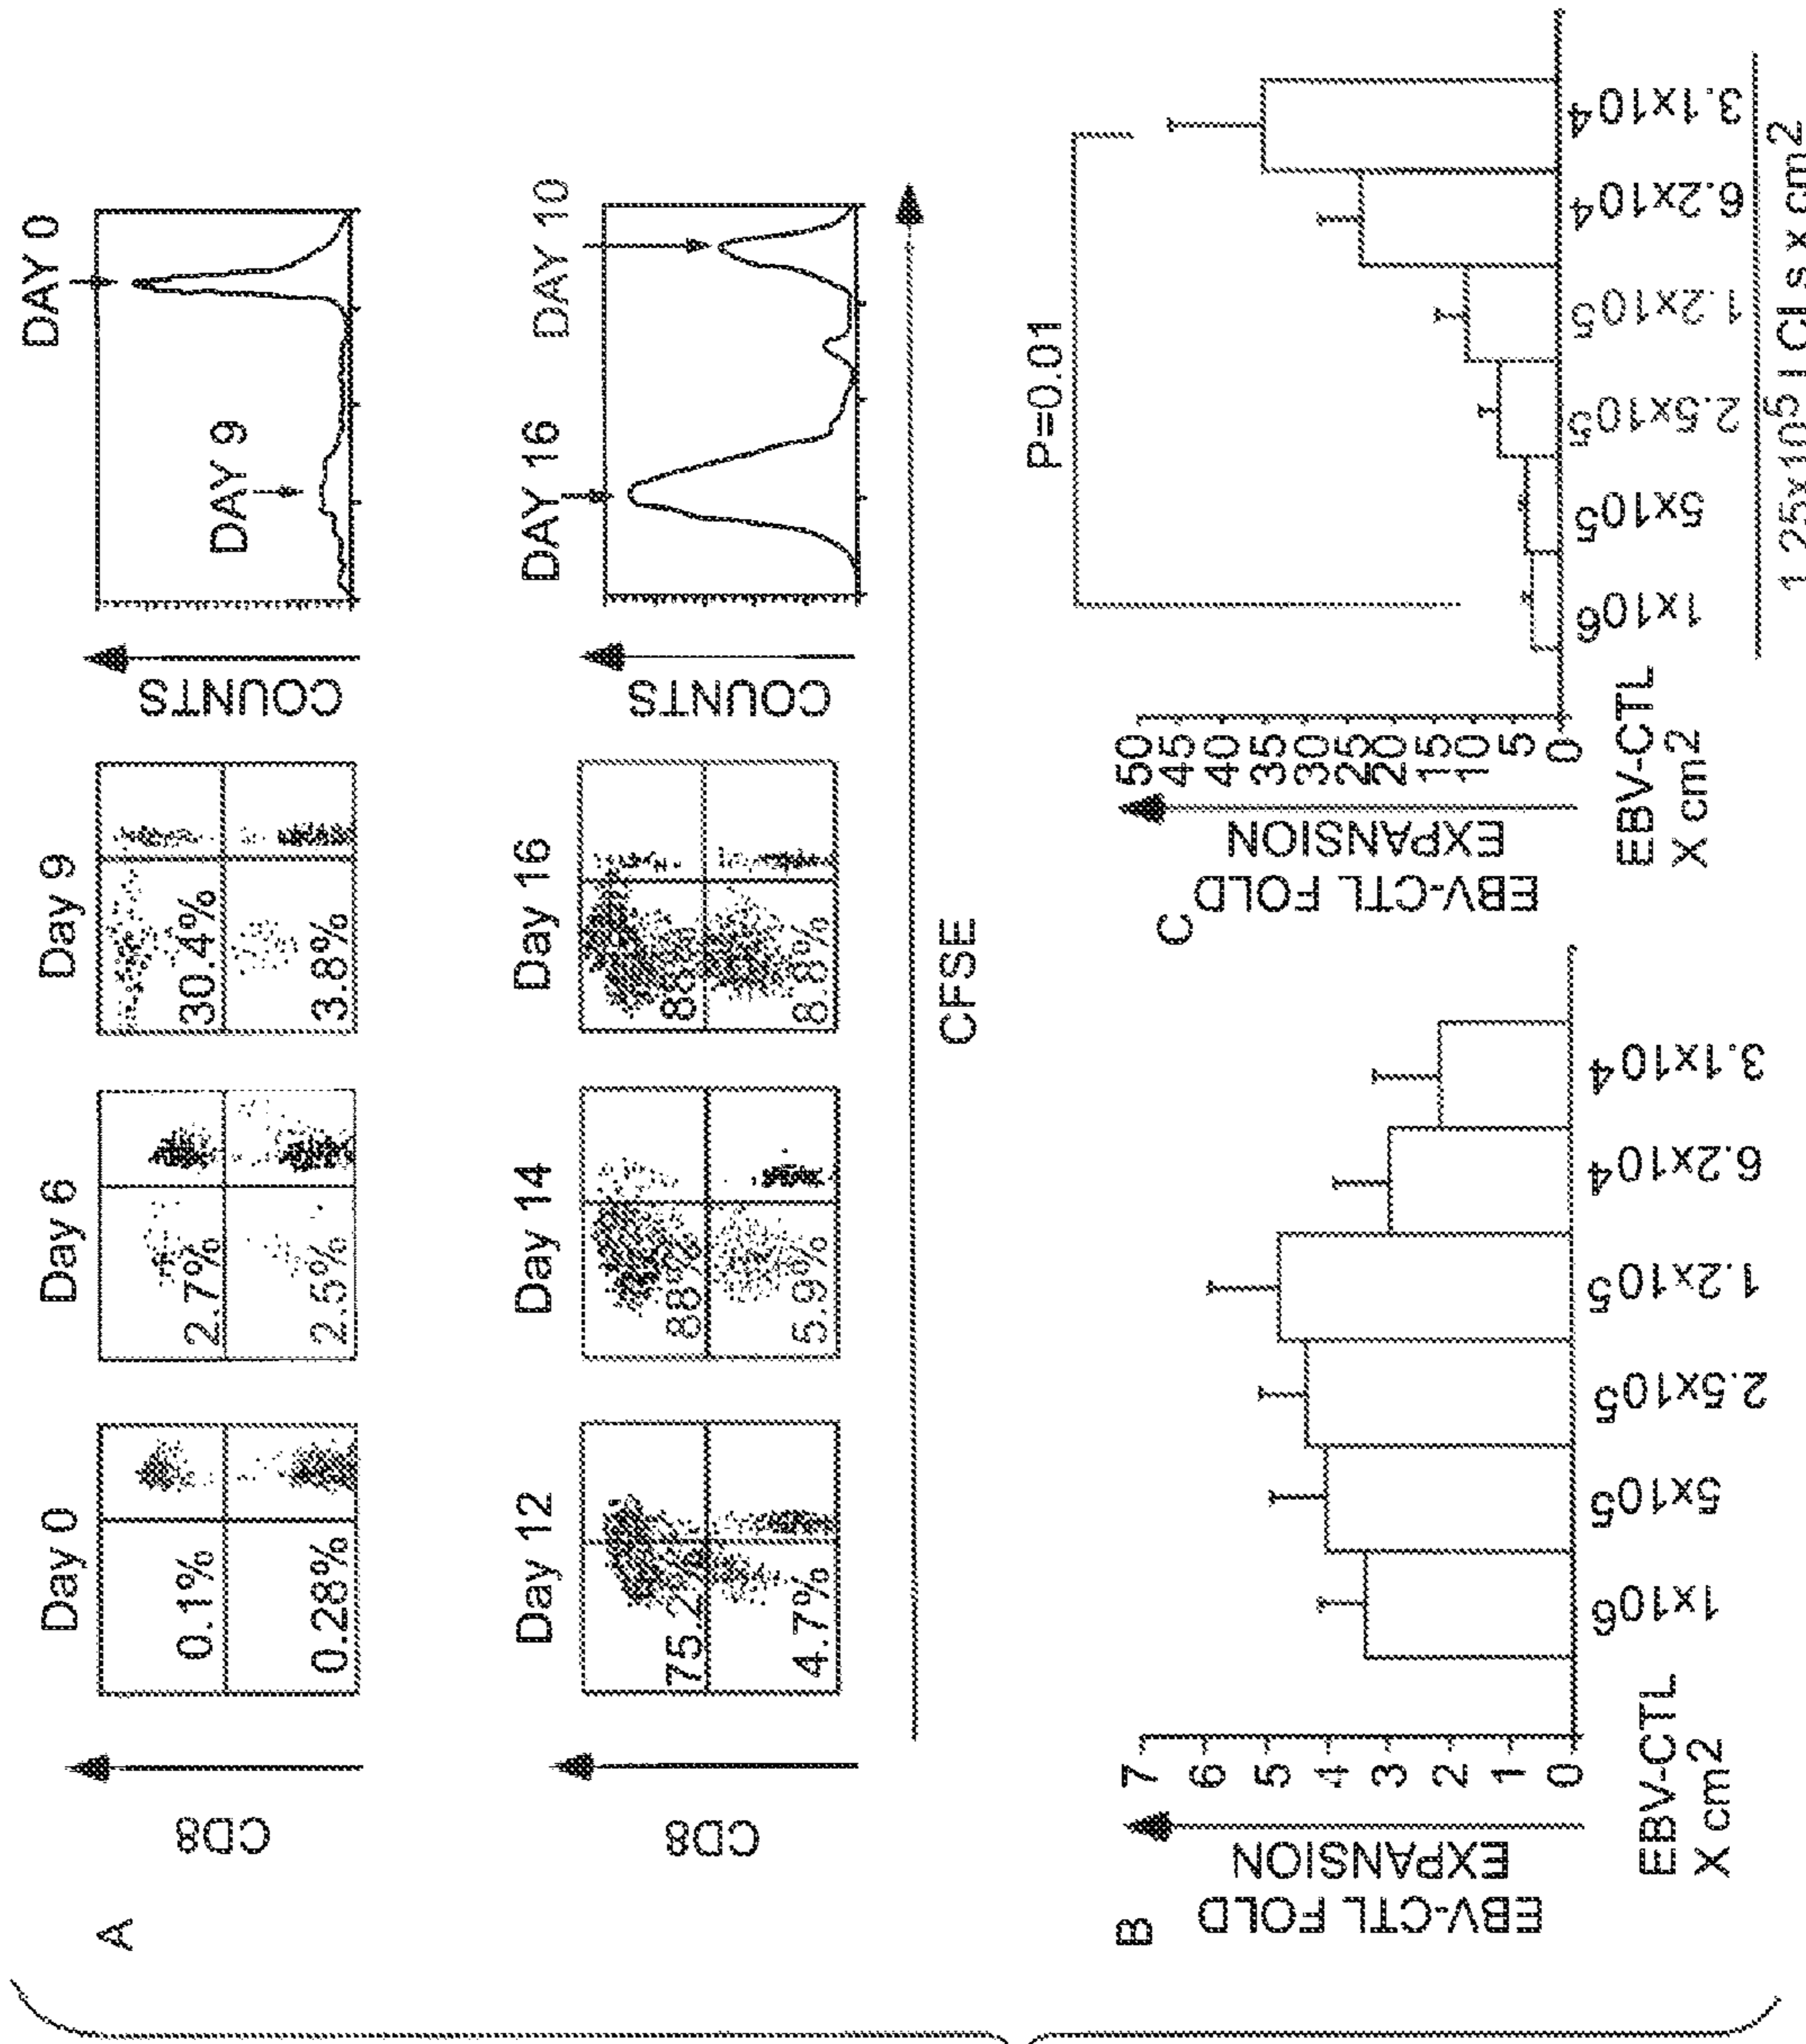 A
Day 0
Day 6
Day 9
DAY 0
CD8
0.1%
2.7%
30.4%
COUNTS
DAY 9
0.28%
2.5%
3.8%
Day 12
Day 14
Day 16
DAY 16
DAY 10
CD8
75.2%
88%
COUNTS
4.7%
5.9%
8.8%
CFSE
B
EBV-CTL FOLD
EXPANSION
7
6
5
4
3
2
1
0
EBV-CTL
X cm2
1x106
5x105
2.5x105
1.2x105
6.2x104
3.1x104
C
EBV-CTL FOLD
EXPANSION
P=0.01
50
45
40
35
30
25
20
15
10
5
0
EBV-CTL
X cm2
1x106
5x105
2.5x105
1.2x105
6.2x104
3.1x104
1.25x105 LCLs x cm2